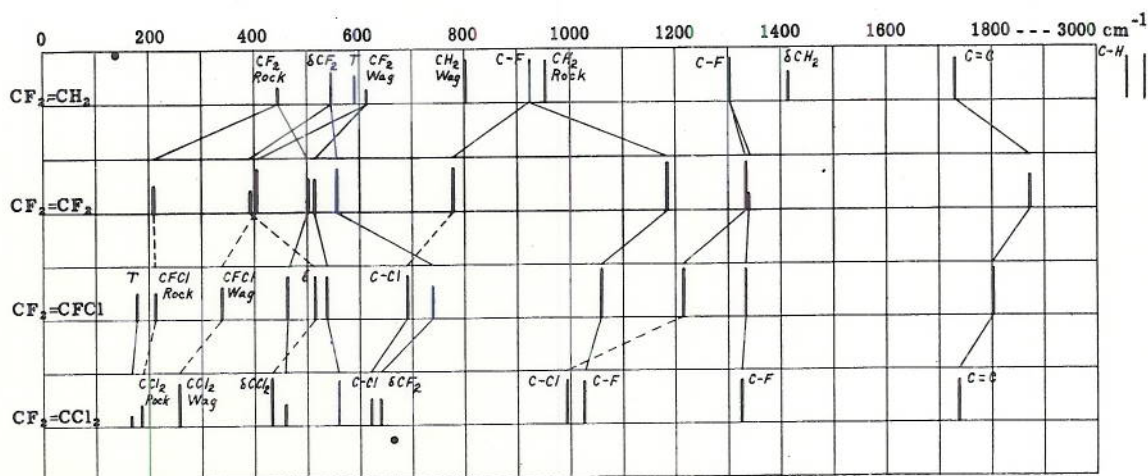 0 200 400 600 800 1000 1200 1400 1600 1800 --- 3000 cm⁻¹
CF₂=CH₂
CF₂ Rock
δCF₂
T
CF₂ Wag
CH₂ Wag
C-F
CH₂ Rock
C-F
δCH₂
C=C
C-H
CF₂=CF₂
CF₂=CFCl
T
CFCl Rock
CFCl Wag
C-Cl
CF₂=CCl₂
CCl₂ Rock
CCl₂ Wag
δCCl₂
C-Cl
δCF₂
C-Cl
C-F
C-F
C=C